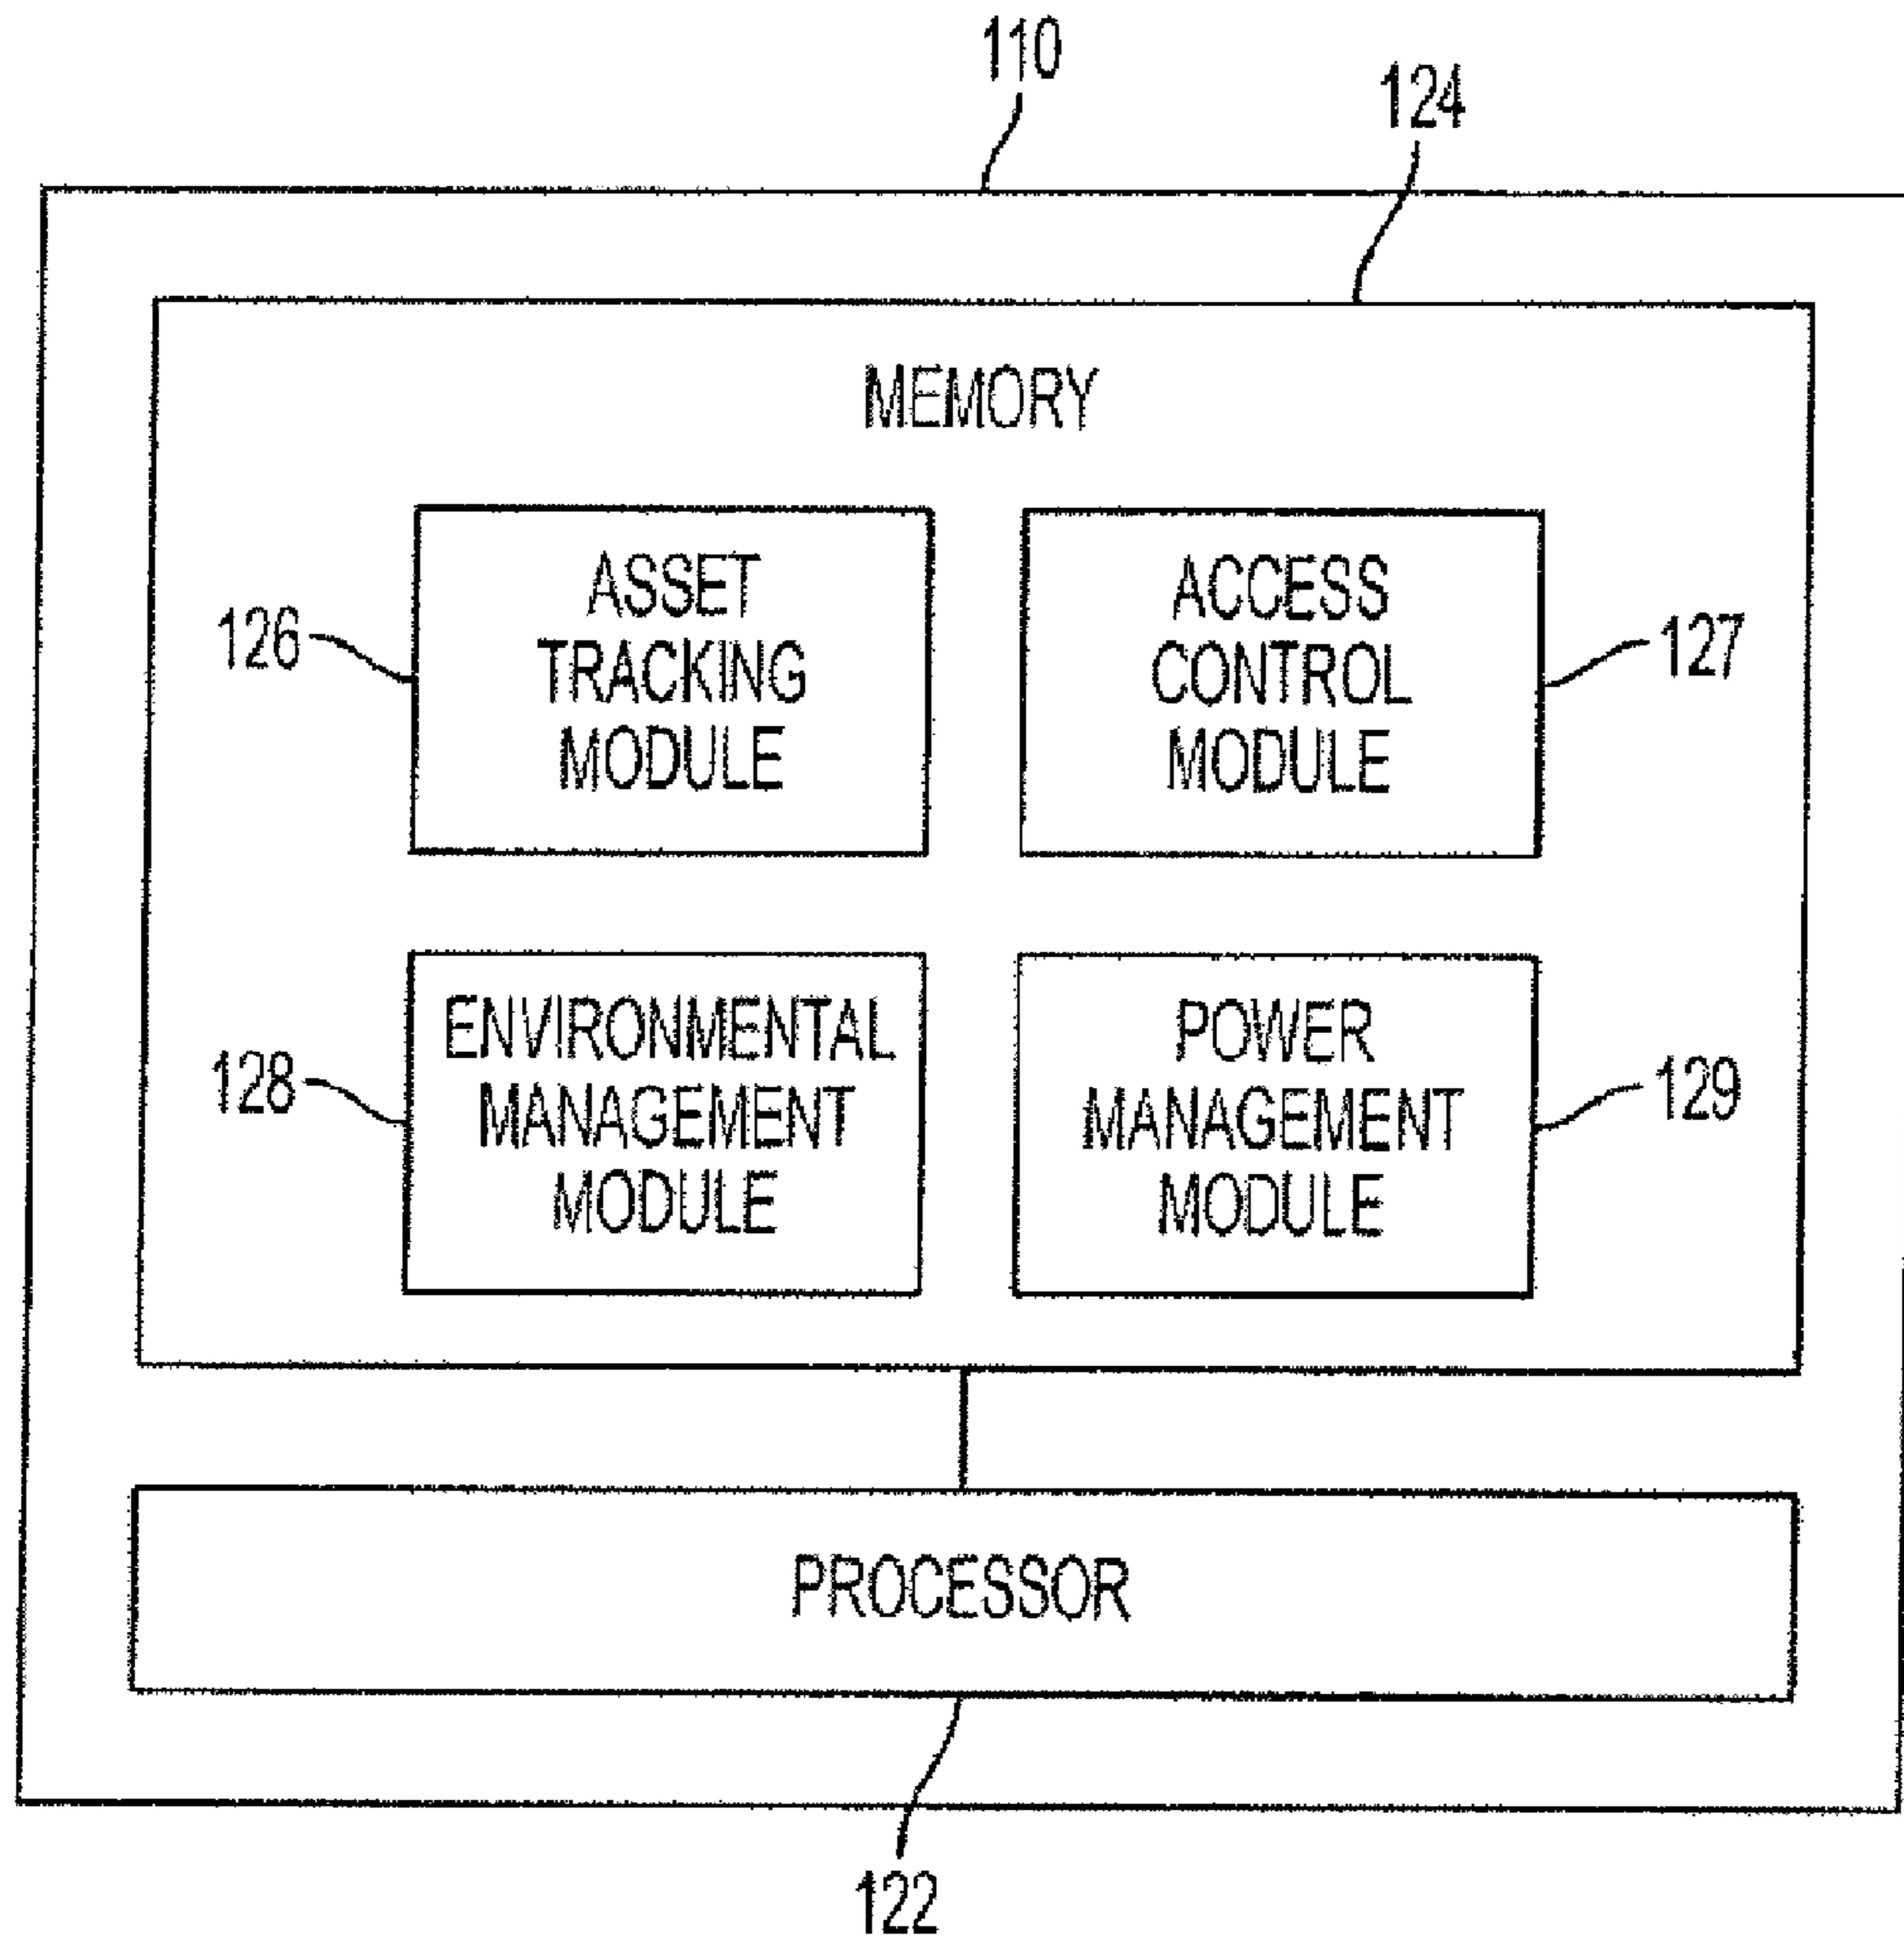 110
124
MEMORY
ASSET
TRACKING
MODULE
126
ACCESS
CONTROL
MODULE
127
ENVIRONMENTAL
MANAGEMENT
MODULE
128
POWER
MANAGEMENT
MODULE
129
PROCESSOR
122